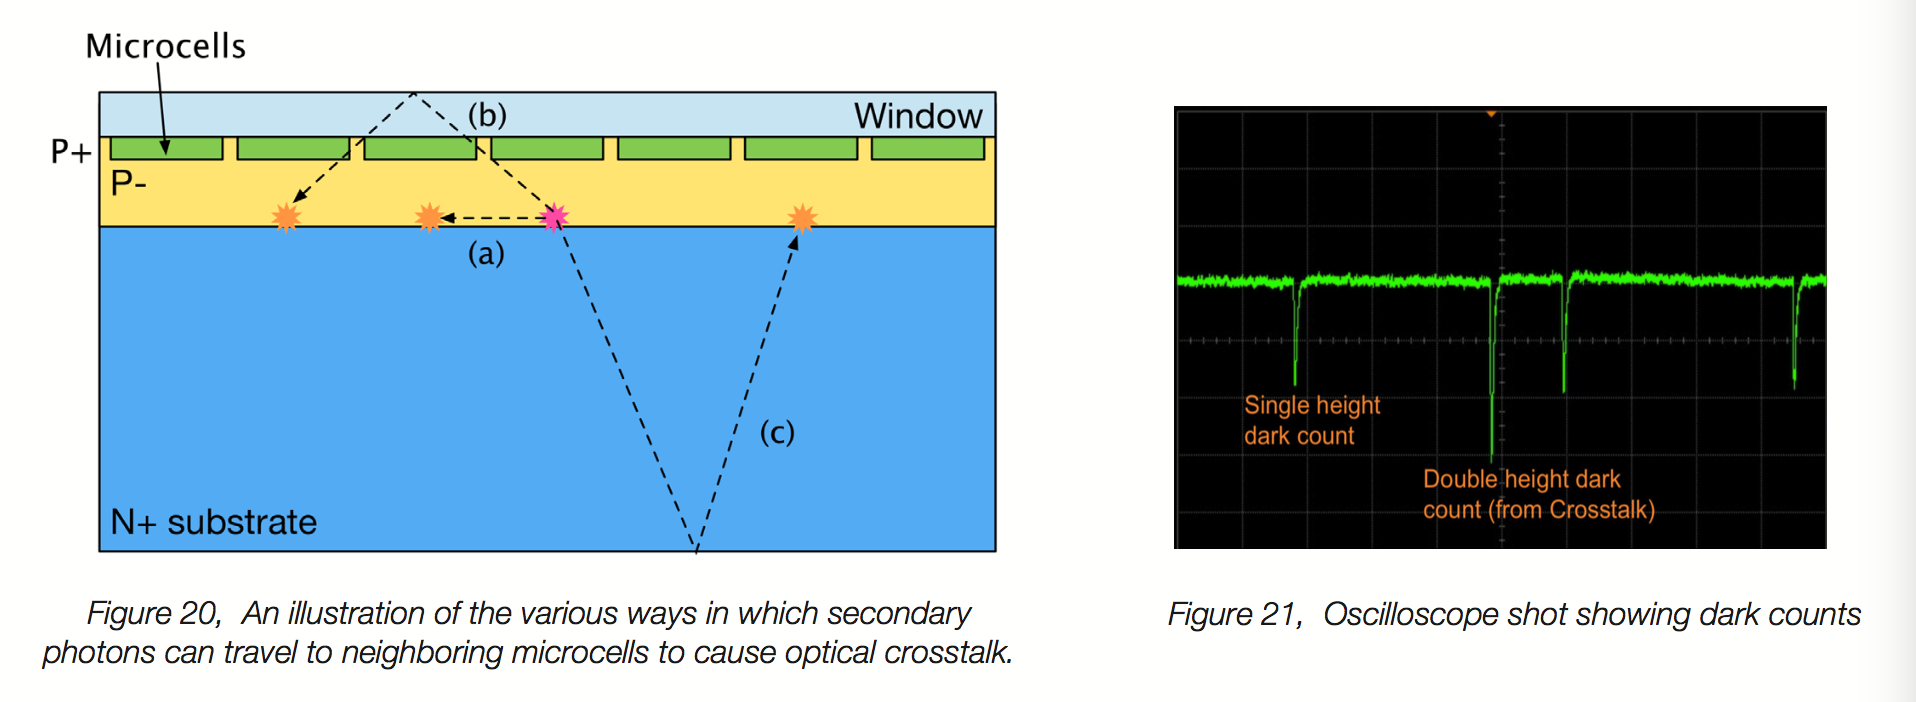 Microcells
(b)
Window
P+
P-
(a)
(c)
N+ substrate
Figure 20, An illustration of the various ways in which secondary
photons can travel to neighboring microcells to cause optical crosstalk.
Single height
dark count
Double height dark
count (from Crosstalk)
Figure 21, Oscilloscope shot showing dark counts